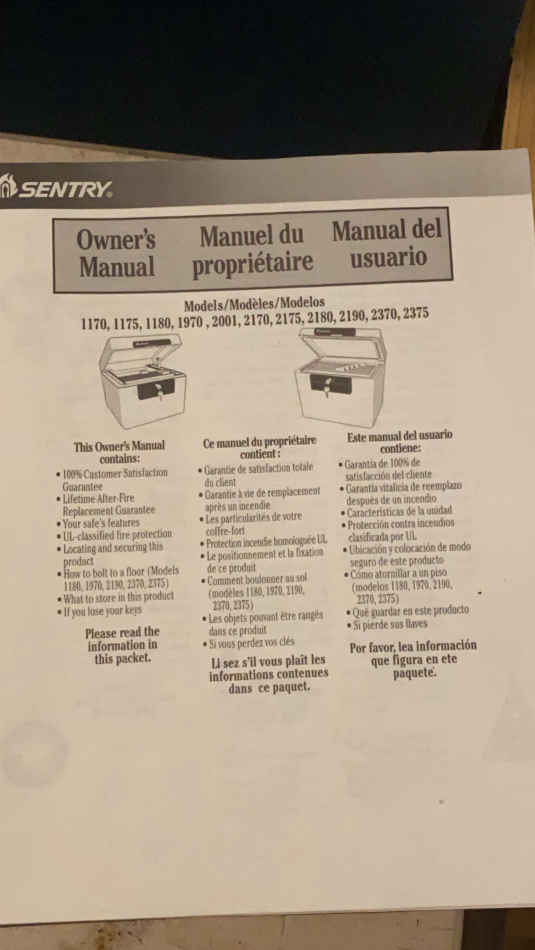 SENTRY®
Owner's Manual
Manuel du propriétaire
Manual del usuario
Models/Modèles/Modelos
1170, 1175, 1180, 1970 , 2001, 2170, 2175, 2180, 2190, 2370, 2375
This Owner's Manual
contains:
• 100% Customer Satisfaction
Guarantee
• Lifetime After-Fire
Replacement Guarantee
• Your safe's features
• UL-classified fire protection
• Locating and securing this
product
• How to bolt to a floor (Models
1180, 1970, 2190, 2370, 2375)
• What to store in this product
• If you lose your keys
Please read the
information in
this packet.
Ce manuel du propriétaire
contient :
• Garantie de satisfaction totale
du client
• Garantie à vie de remplacement
après un incendie
• Les particularités de votre
coffre-fort
• Protection incendie homologuée UL
• Le positionnement et la fixation
de ce produit
• Comment boulonner au sol
(modèles 1180, 1970, 2190,
2370, 2375)
• Les objets pouvant être rangés
dans ce produit
• Si vous perdez vos clés
Li sez s'il vous plaît les
informations contenues
dans ce paquet.
Este manual del usuario
contiene:
• Garantía de 100% de
satisfacción del cliente
• Garantía vitalicia de reemplazo
después de un incendio
• Características de la unidad
• Protección contra incendios
clasificada por UL
• Ubicación y colocación de modo
seguro de este producto
• Cómo atornillar a un piso
(modelos 1180, 1970, 2190,
2370, 2375)
• Qué guardar en este producto
• Si pierde sus llaves
Por favor, lea información
que figura en ete
paquete.